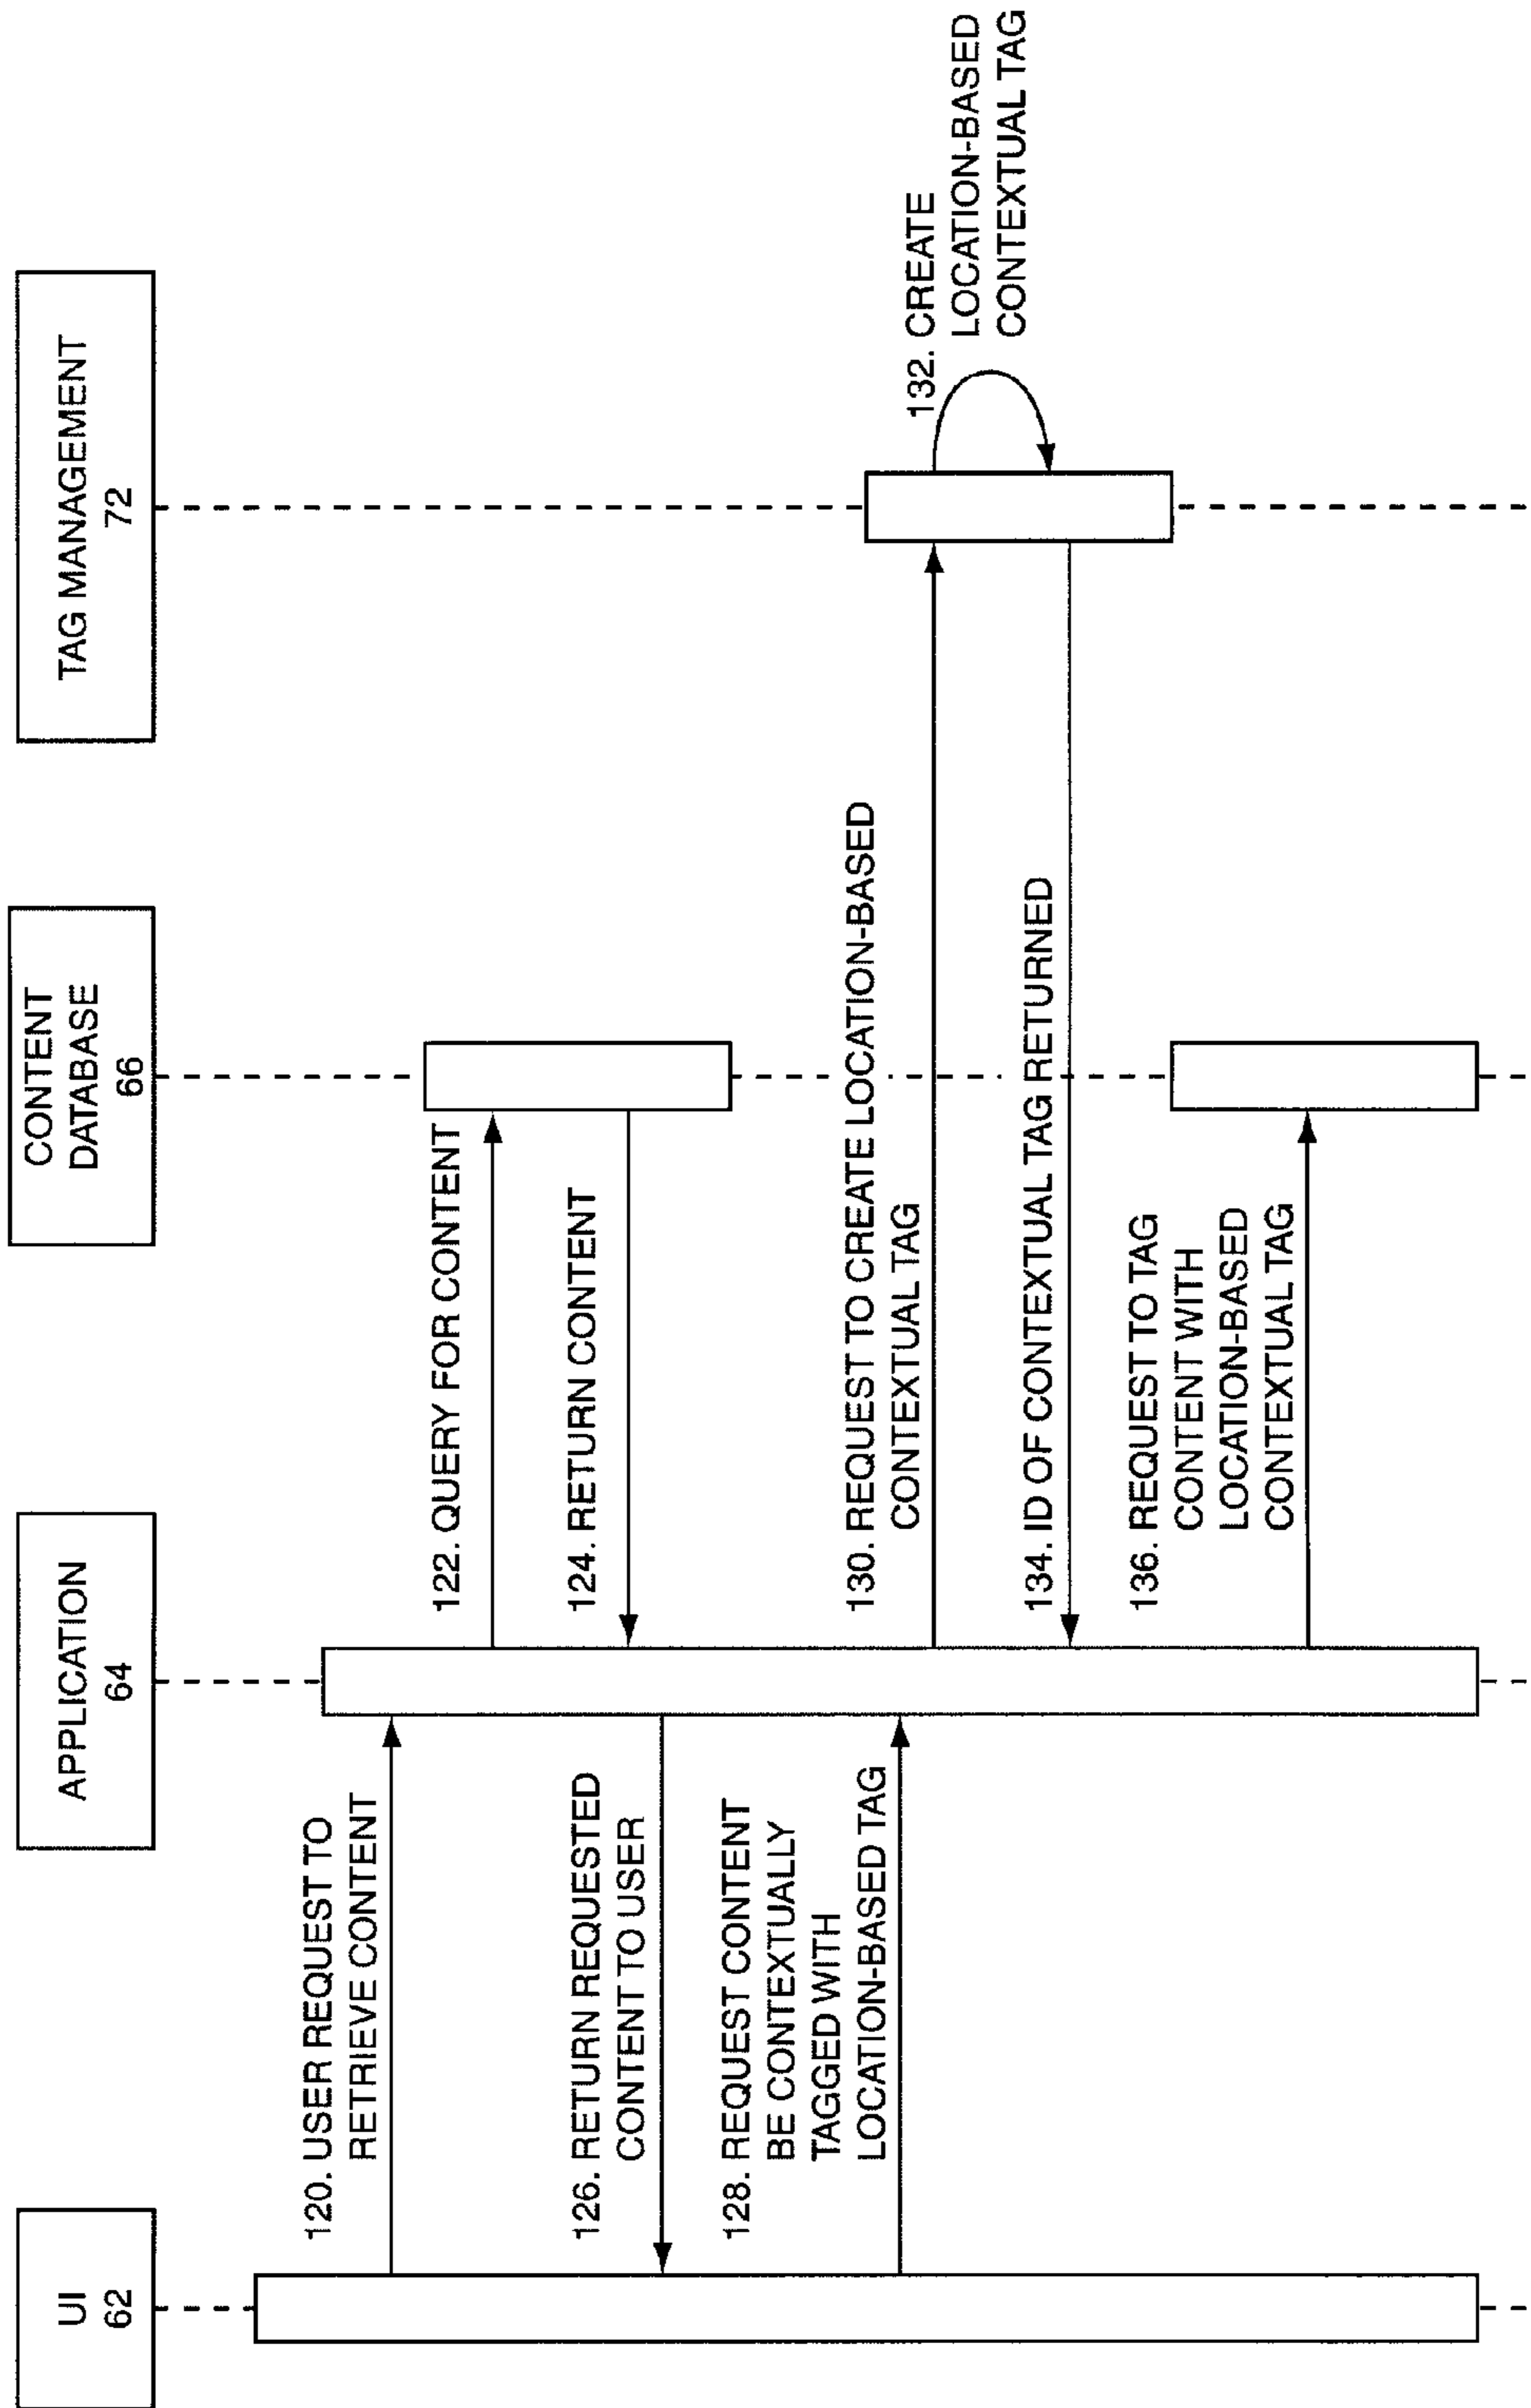 UI
62
APPLICATION
64
CONTENT
DATABASE
66
TAG MANAGEMENT
72
120. USER REQUEST TO
RETRIEVE CONTENT
122. QUERY FOR CONTENT
124. RETURN CONTENT
126. RETURN REQUESTED
CONTENT TO USER
128. REQUEST CONTENT
BE CONTEXTUALLY
TAGGED WITH
LOCATION-BASED TAG
130. REQUEST TO CREATE LOCATION-BASED
CONTEXTUAL TAG
132. CREATE
LOCATION-BASED
CONTEXTUAL TAG
134. ID OF CONTEXTUAL TAG RETURNED
136. REQUEST TO TAG
CONTENT WITH
LOCATION-BASED
CONTEXTUAL TAG